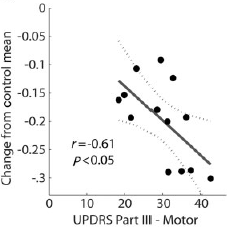 0
-0.05
-0.1
-0.15
-0.2
-0.25
-0.3
Change from control mean
r=-0.61
P<0.05
0 10 20 30 40
UPDRS Part III - Motor